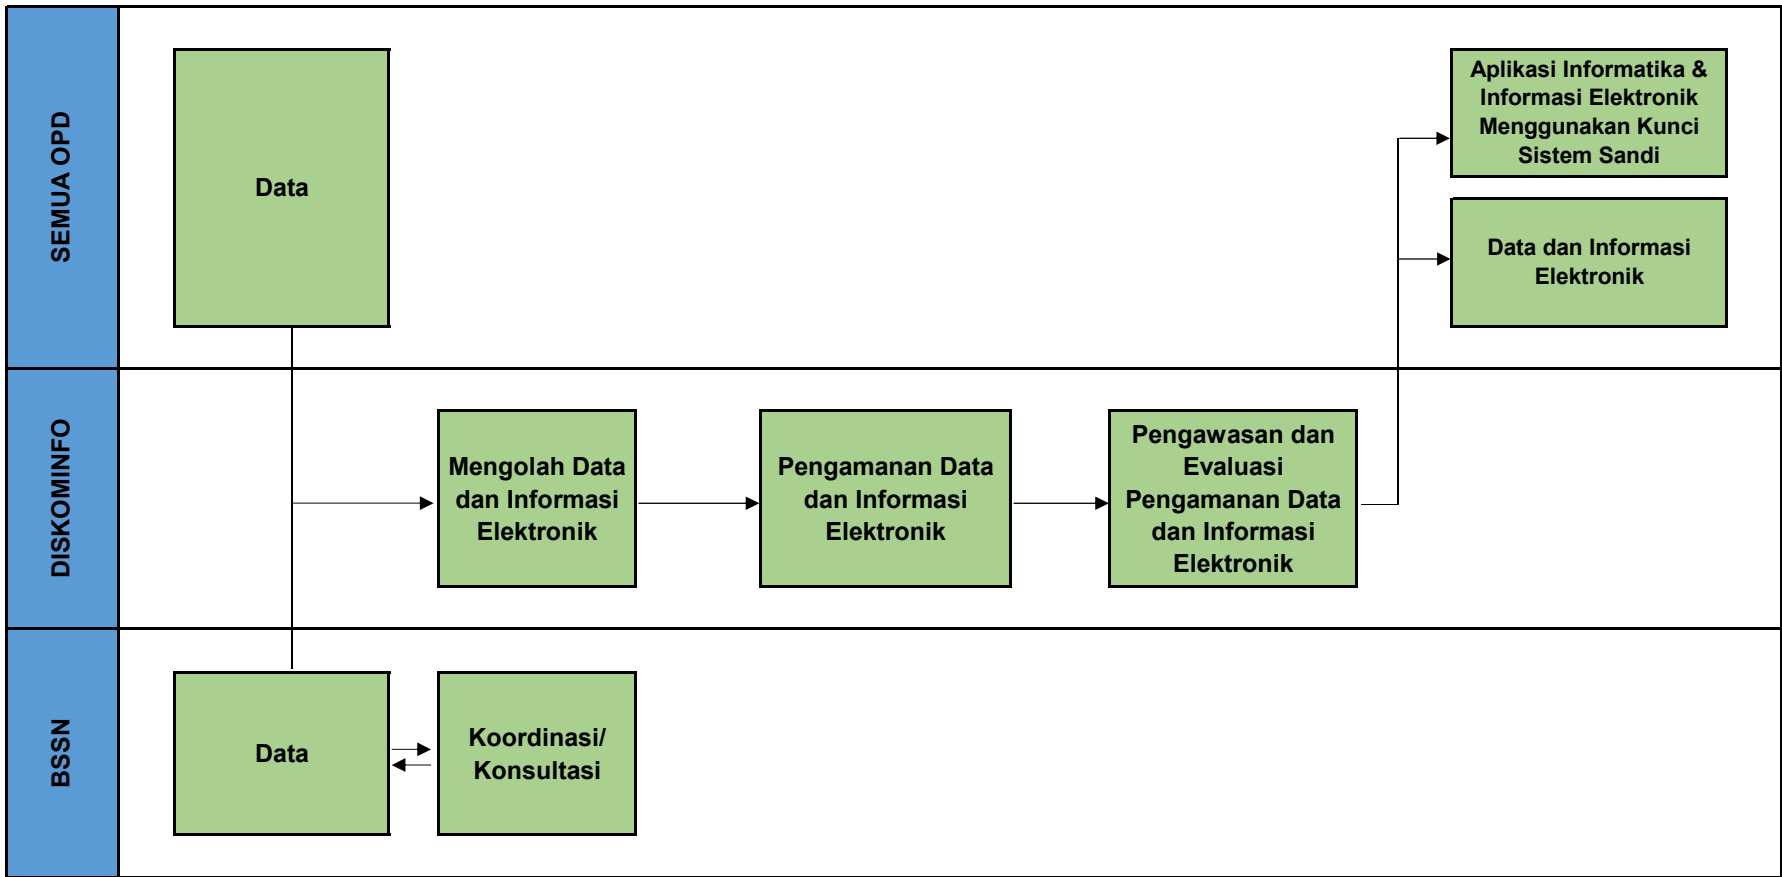 SEMUA OPD
Data
Aplikasi Informatika &
Informasi Elektronik
Menggunakan Kunci
Sistem Sandi
Data dan Informasi
Elektronik
DISKOMINFO
Mengolah Data
dan Informasi
Elektronik
Pengamanan Data
dan Informasi
Elektronik
Pengawasan dan
Evaluasi
Pengamanan Data
dan Informasi
Elektronik
BSSN
Data
Koordinasi/
Konsultasi